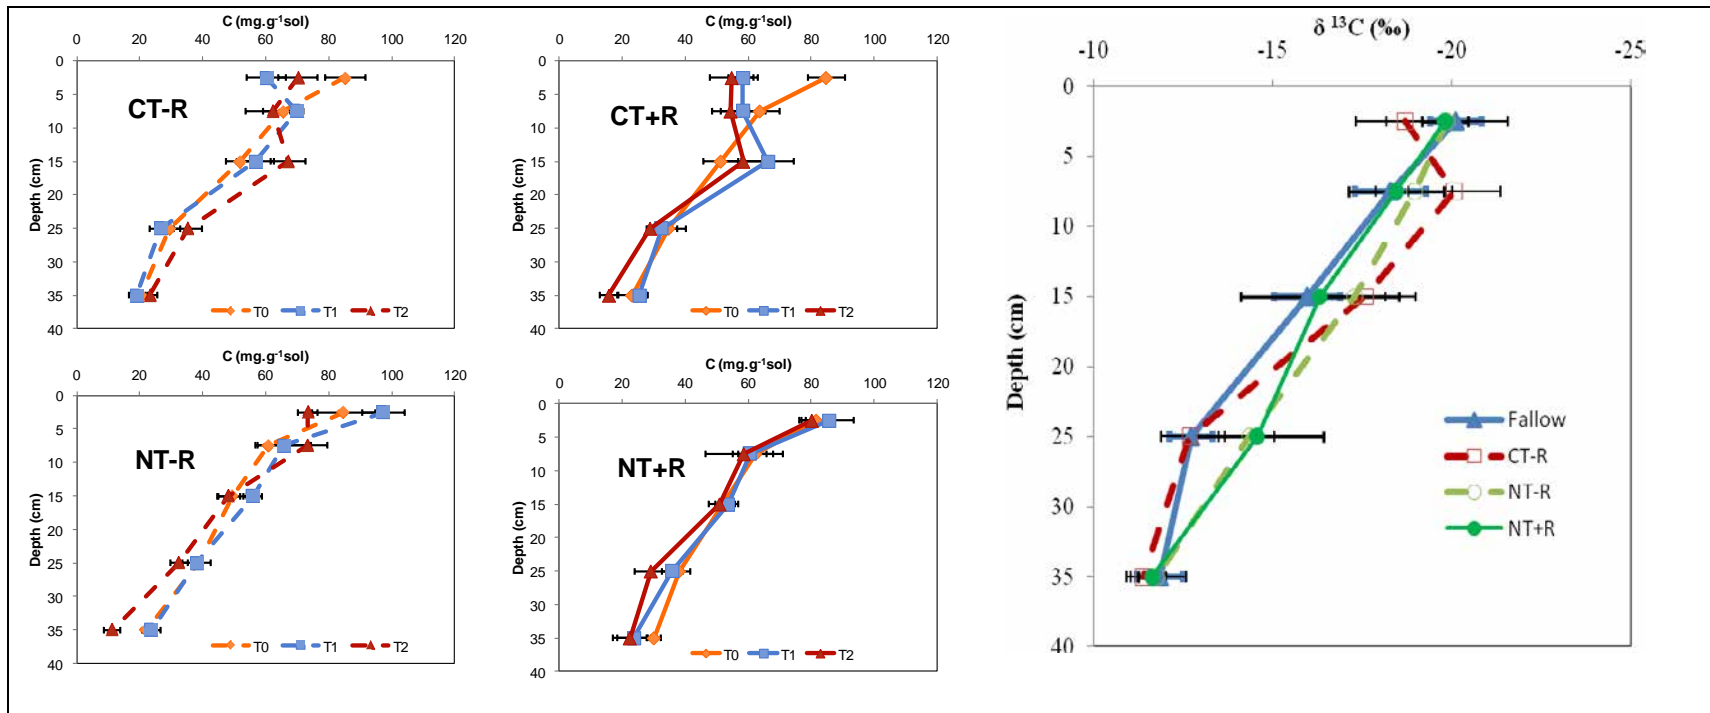 C (mg.g-1sol)
0 20 40 60 80 100 120
0
5
10
15
20
25
30
35
40
Depth (cm)
CT-R
T0 T1 T2
C (mg.g-1sol)
0 20 40 60 80 100 120
0
5
10
15
20
25
30
35
40
Depth (cm)
CT+R
T0 T1 T2
C (mg.g-1sol)
0 20 40 60 80 100 120
0
5
10
15
20
25
30
35
40
Depth (cm)
NT-R
T0 T1 T2
C (mg.g-1sol)
0 20 40 60 80 100 120
0
5
10
15
20
25
30
35
40
Depth (cm)
NT+R
T0 T1 T2
δ 13C (‰)
-10 -15 -20 -25
0
5
10
15
20
25
30
35
40
Depth (cm)
Fallow
CT-R
NT-R
NT+R